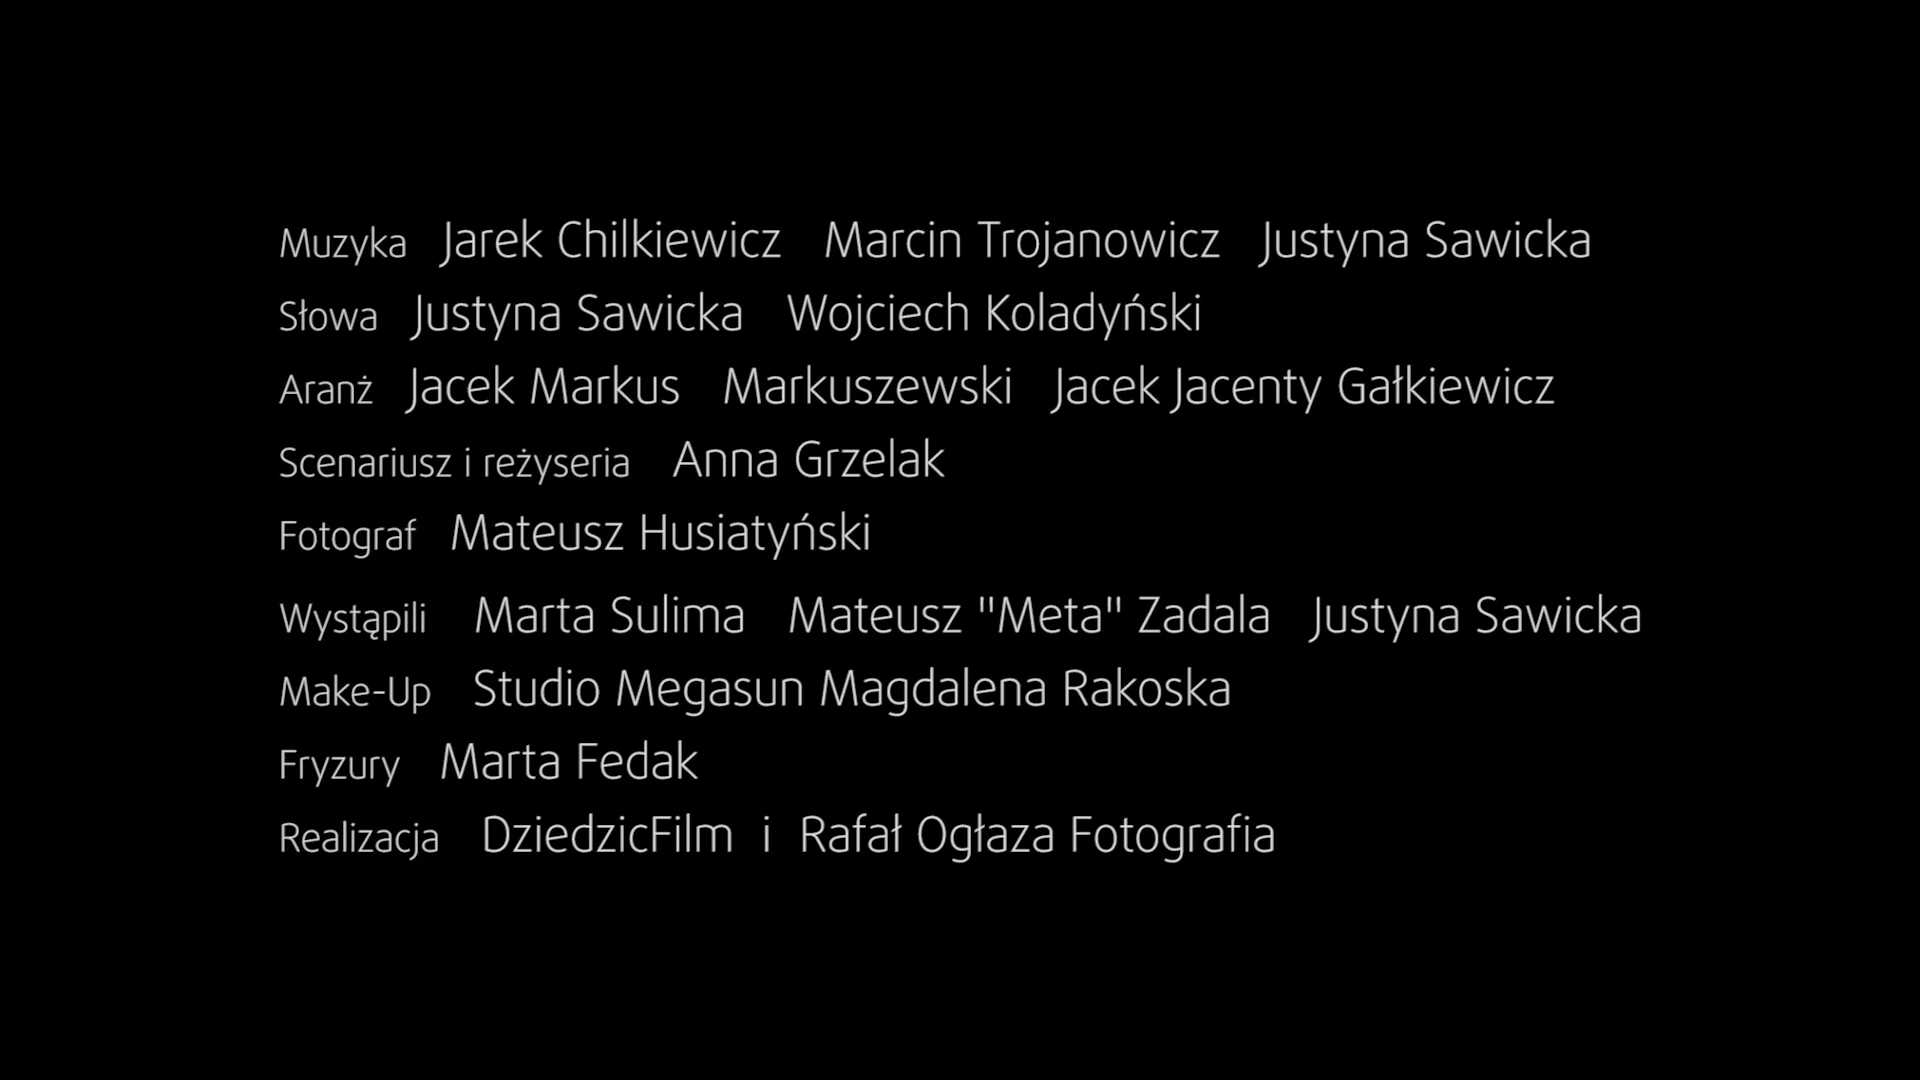 Muzyka Jarek Chilkiewicz Marcin Trojanowicz Justyna Sawicka
Słowa Justyna Sawicka Wojciech Koladyński
Aranż Jacek Markus Markuszewski Jacek Jacenty Gałkiewicz
Scenariusz i reżyseria Anna Grzelak
Fotograf Mateusz Husiatyński
Wystąpili Marta Sulima Mateusz "Meta" Zadala Justyna Sawicka
Make-Up Studio Megasun Magdalena Rakoska
Fryzury Marta Fedak
Realizacja DziedzicFilm i Rafał Ogłaza Fotografia